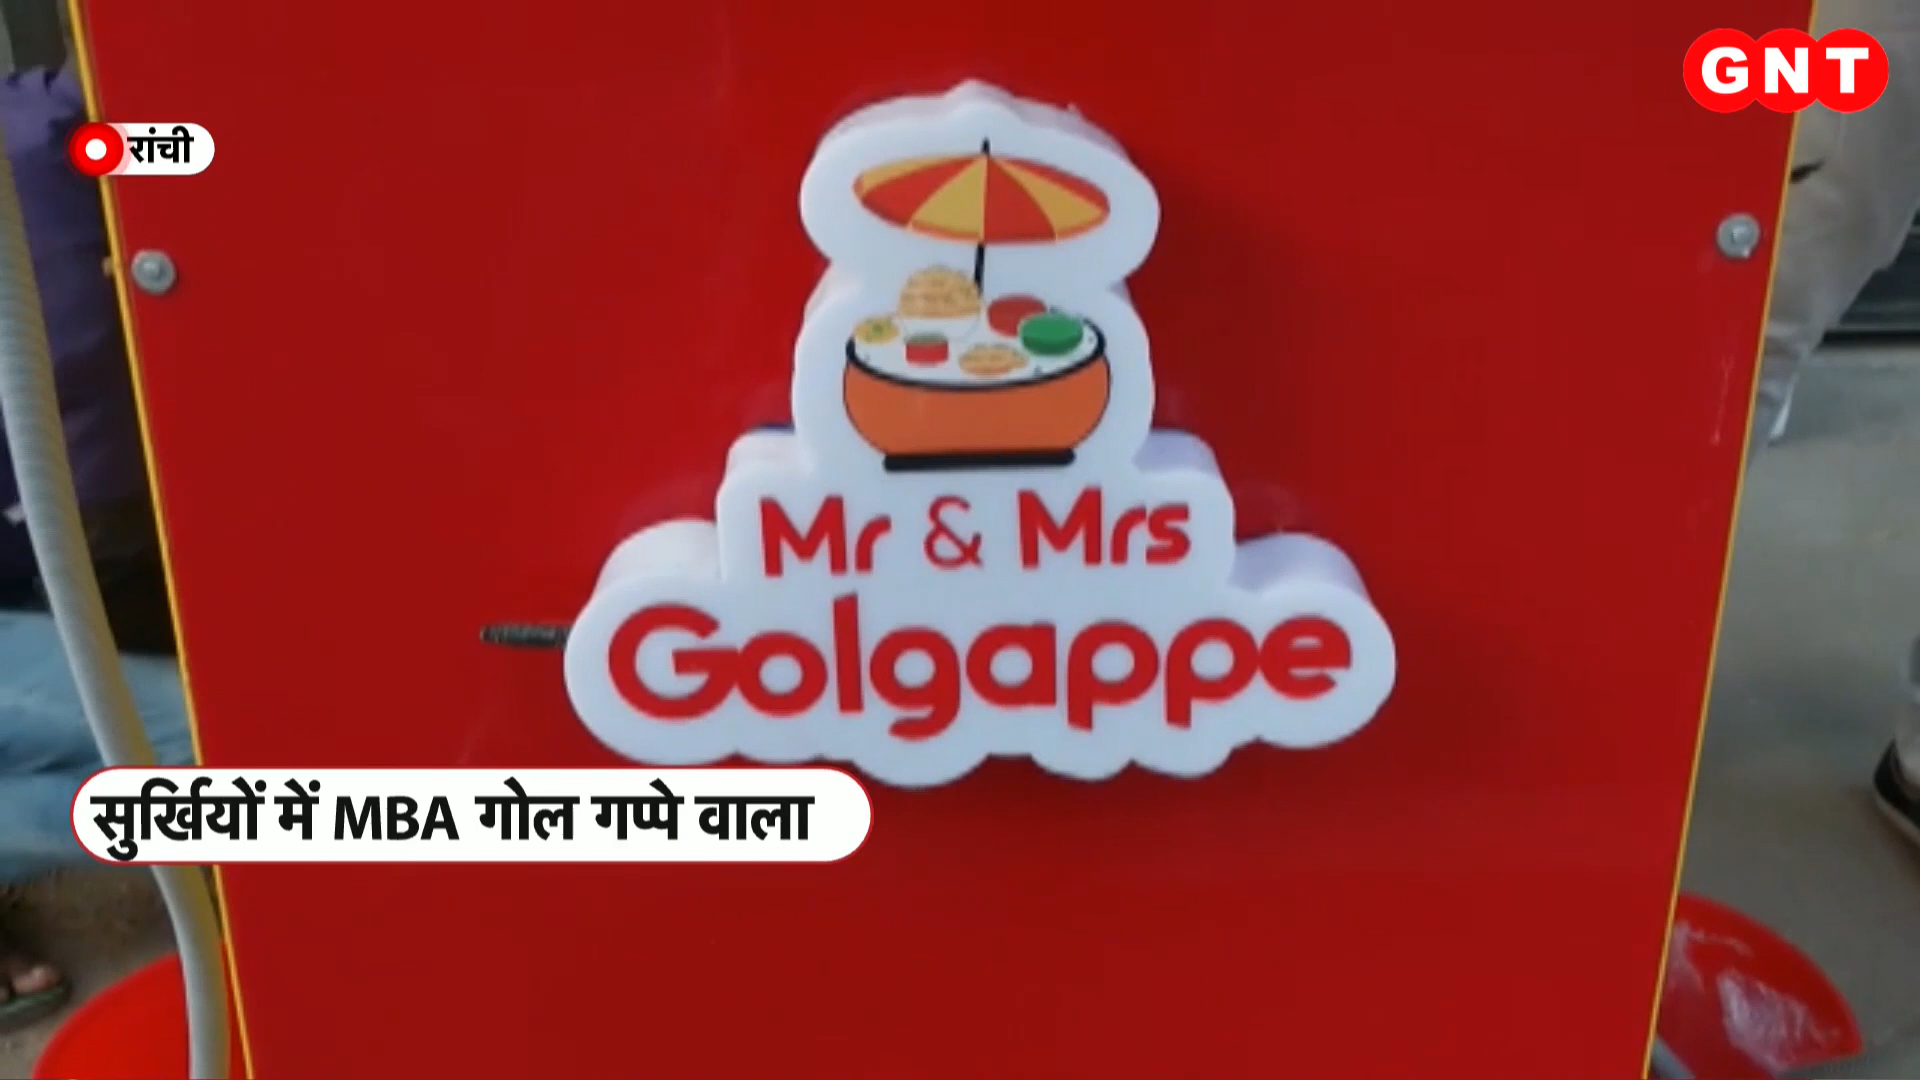 GNT
रांची
Mr & Mrs
Golgappe
सुर्खियों में MBA गोल गप्पे वाला